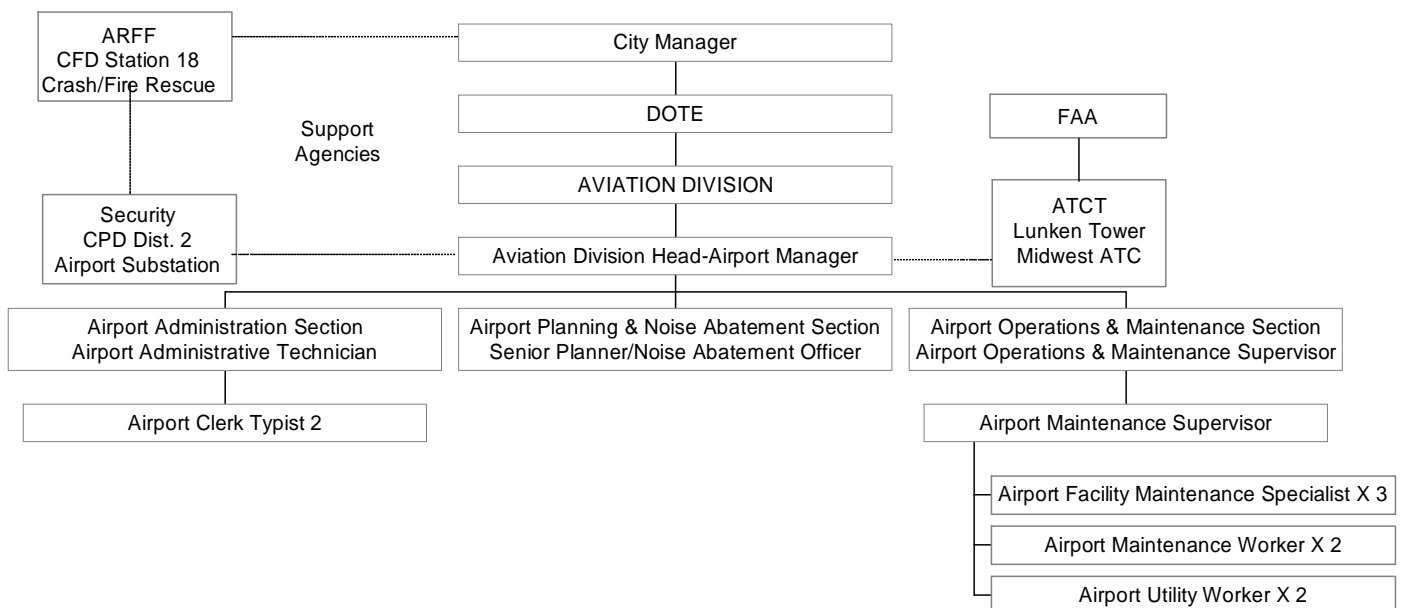 ARFF
CFD Station 18
Crash/Fire Rescue
City Manager
DOTE
FAA
Support
Agencies
AVIATION DIVISION
Security
CPD Dist. 2
Airport Substation
ATCT
Lunken Tower
Midwest ATC
Aviation Division Head-Airport Manager
Airport Administration Section
Airport Administrative Technician
Airport Planning & Noise Abatement Section
Senior Planner/Noise Abatement Officer
Airport Operations & Maintenance Section
Airport Operations & Maintenance Supervisor
Airport Clerk Typist 2
Airport Maintenance Supervisor
Airport Facility Maintenance Specialist X 3
Airport Maintenance Worker X 2
Airport Utility Worker X 2